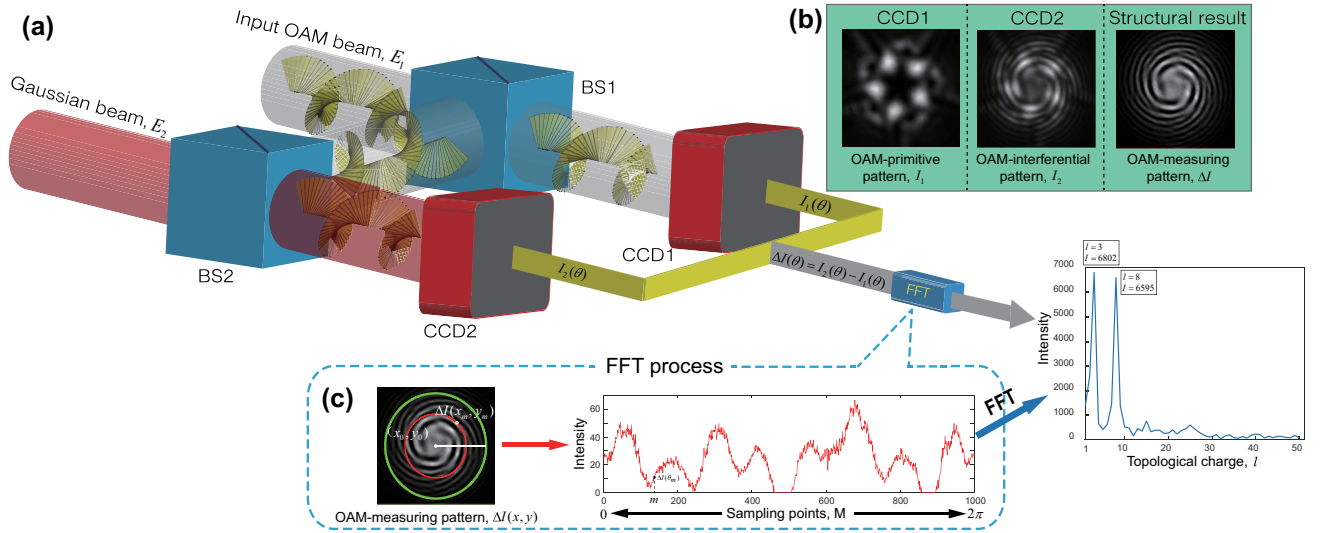 (a)
Input OAM beam, E₁
Gaussian beam, E₂
BS1
BS2
CCD1
CCD2
I₁(θ)
I₂(θ)
ΔI(θ) = I₂(θ) − I₁(θ)
FFT
(b)
CCD1
CCD2
Structural result
OAM-primitive
pattern, I₁
OAM-interferential
pattern, I₂
OAM-measuring
pattern, ΔI
l = 3
I = 6802
l = 8
I = 6595
Intensity
7000
6000
5000
4000
3000
2000
1000
0
1 10 20 30 40 50
Topological charge, l
FFT process
(c)
ΔI(xₘ, yₘ)
(x₀, y₀)
OAM-measuring pattern, ΔI(x, y)
Intensity
60
40
20
0
ΔI(θₘ)
0 m 200 400 600 800 1000
0 Sampling points, M 2π
FFT